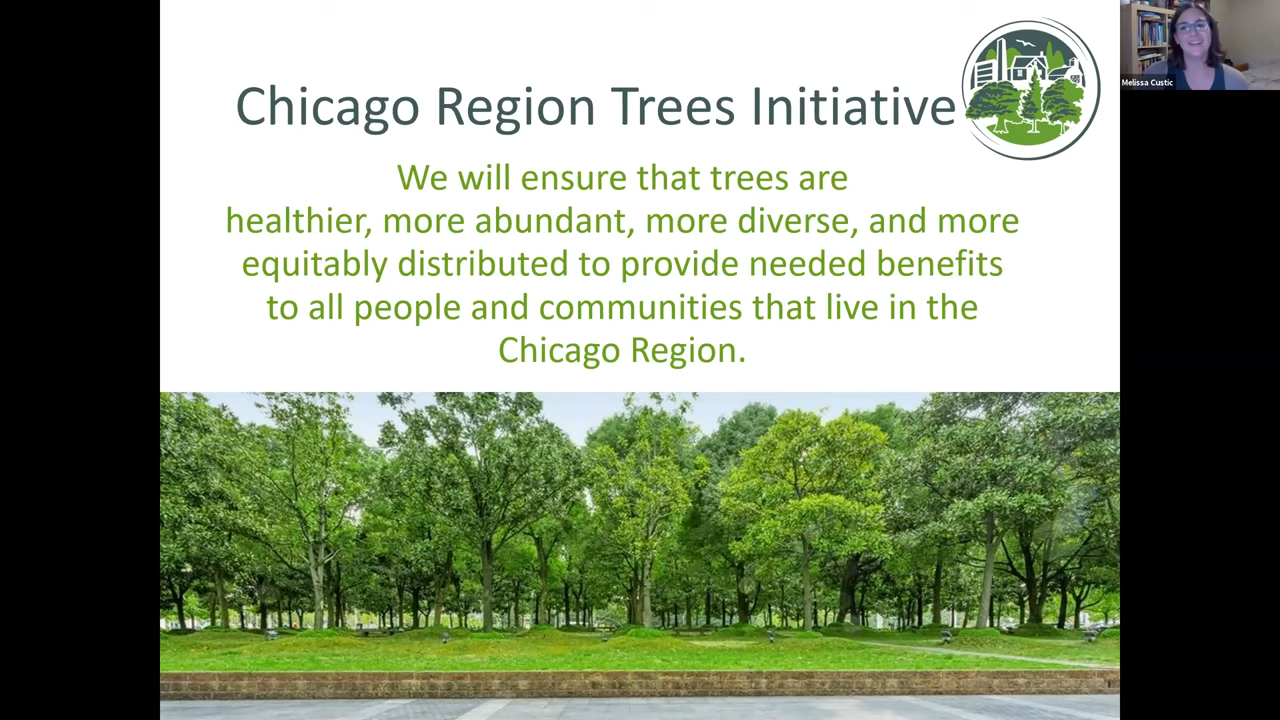 Chicago Region Trees Initiative
Melissa Custic
We will ensure that trees are
healthier, more abundant, more diverse, and more
equitably distributed to provide needed benefits
to all people and communities that live in the
Chicago Region.